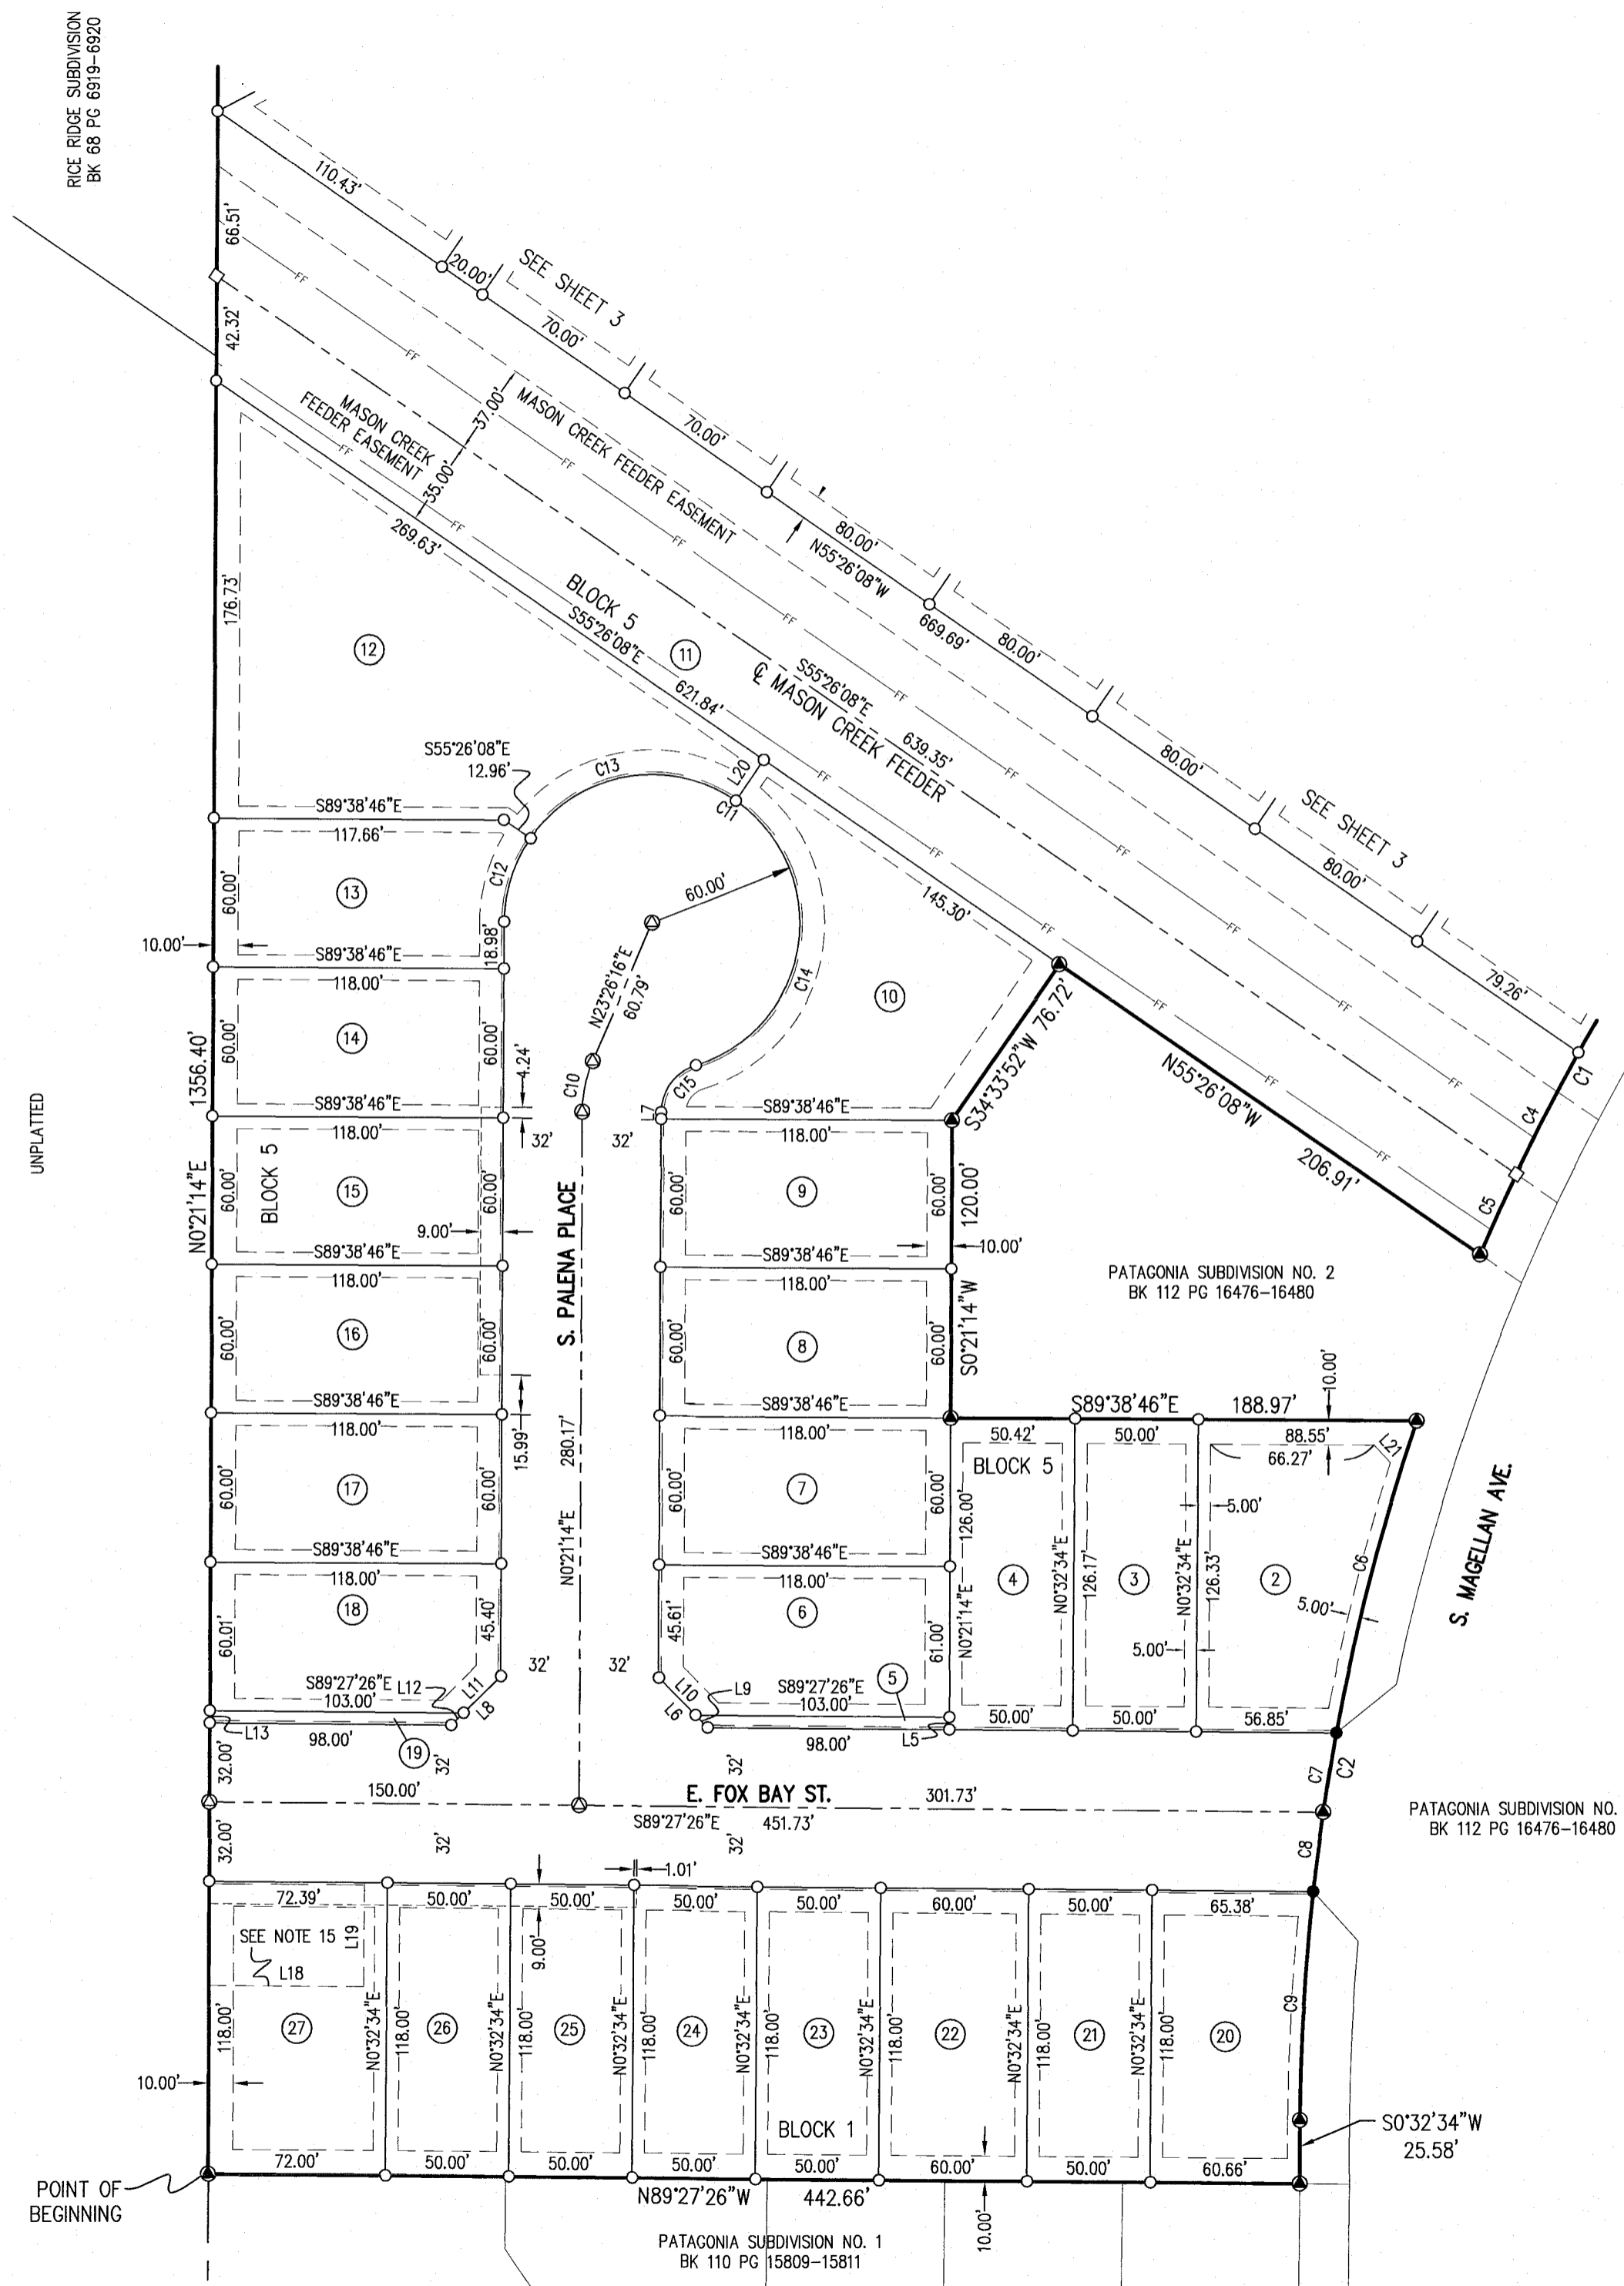 RICE RIDGE SUBDIVISION
BK 68 PG 6919-6920
110.43'
66.51'
20.00'
SEE SHEET 3
70.00'
42.32'
MASON CREEK
FEEDER EASEMENT
37.00'
35.00'
MASON CREEK FEEDER EASEMENT
70.00'
80.00'
N55°26'08"W
669.69'
80.00'
80.00'
80.00'
SEE SHEET 3
79.26'
FF
269.63'
176.73'
BLOCK 5
S55°26'08"E
621.84'
11
12
S55°26'08"E
639.35'
℄ MASON CREEK FEEDER
S55°26'08"E
12.96'
C13
L20
C11
S89°38'46"E
117.66'
C12
60.00'
13
60.00'
145.30'
10.00'
S89°38'46"E
18.98'
118.00'
N23°26'16"E
60.79'
C14
10
C1
C4
C5
S34°33'52"W 76.72'
N55°26'08"W
206.91'
1356.40'
N0°21'14"E
UNPLATTED
60.00'
14
60.00'
4.24'
C10
C15
L7
S89°38'46"E
118.00'
32'
32'
S89°38'46"E
118.00'
BLOCK 5
60.00'
15
60.00'
9.00'
S. PALENA PLACE
60.00'
9
60.00'
120.00'
10.00'
S0°21'14"W
PATAGONIA SUBDIVISION NO. 2
BK 112 PG 16476-16480
S89°38'46"E
118.00'
S89°38'46"E
118.00'
60.00'
16
60.00'
60.00'
8
60.00'
S89°38'46"E
118.00'
15.99'
280.17'
N0°21'14"E
S89°38'46"E
118.00'
S89°38'46"E
188.97'
10.00'
50.42'
50.00'
88.55'
66.27'
L21
BLOCK 5
60.00'
17
60.00'
60.00'
7
60.00'
126.00'
N0°21'14"E
5.00'
S. MAGELLAN AVE.
S89°38'46"E
118.00'
S89°38'46"E
118.00'
60.01'
18
45.40'
45.61'
6
61.00'
4
N0°32'34"E
126.17'
3
N0°32'34"E
126.33'
2
C6
5.00'
5.00'
S89°27'26"E
103.00'
L12
L11
L8
32'
32'
L10
L6
L9
S89°27'26"E
103.00'
5
L13
98.00'
19
32'
98.00'
L5
32'
50.00'
50.00'
56.85'
C7
C2
32.00'
150.00'
E. FOX BAY ST.
S89°27'26"E
451.73'
301.73'
PATAGONIA SUBDIVISION NO.
BK 112 PG 16476-16480
C8
32.00'
32'
32'
1.01'
72.39'
50.00'
50.00'
50.00'
50.00'
60.00'
50.00'
65.38'
SEE NOTE 15
L19
L18
9.00'
118.00'
27
N0°32'34"E
118.00'
26
N0°32'34"E
118.00'
25
N0°32'34"E
118.00'
24
N0°32'34"E
118.00'
23
N0°32'34"E
118.00'
22
N0°32'34"E
118.00'
21
N0°32'34"E
118.00'
20
C9
10.00'
BLOCK 1
S0°32'34"W
25.58'
POINT OF
BEGINNING
72.00'
50.00'
50.00'
50.00'
50.00'
60.00'
50.00'
60.66'
N89°27'26"W
442.66'
10.00'
PATAGONIA SUBDIVISION NO. 1
BK 110 PG 15809-15811